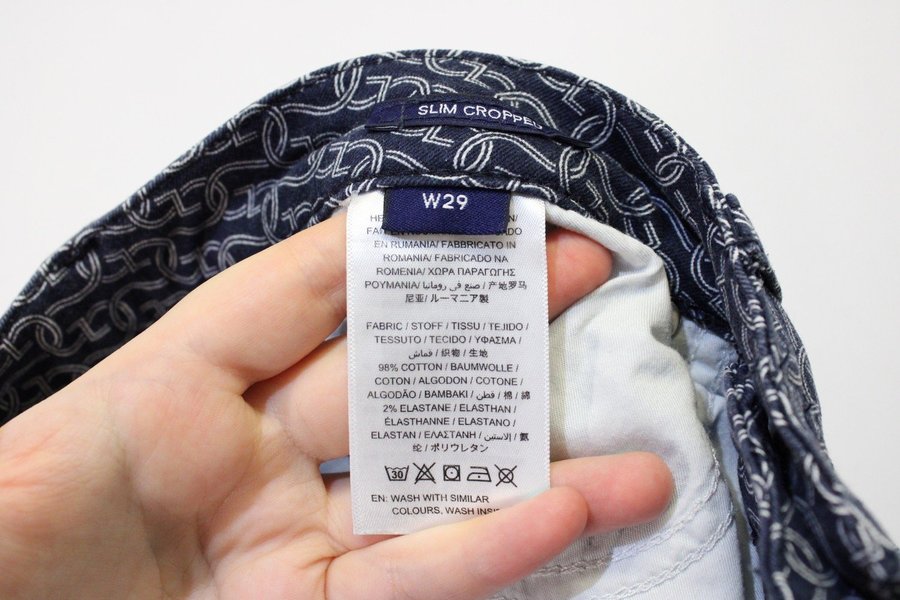 SLIM CROPPED
W29
EN RUMANIA/ FABBRICATO IN
ROMANIA/ FABRICADO NA
ROMENIA/ ΧΩΡΑ ΠΑΡΑΓΩΓΗΣ
ΡΟΥΜΑΝΙΑ/ صنع في رومانيا / 产地罗马
尼亚/ ルーマニア製
FABRIC / STOFF / TISSU / TEJIDO /
TESSUTO / TECIDO / ΥΦΑΣΜΑ /
قماش / 织物 / 生地
98% COTTON / BAUMWOLLE /
COTON / ALGODON / COTONE /
ALGODÃO / BAMBAKI / قطن / 棉 / 綿
2% ELASTANE / ELASTHAN /
ÉLASTHANNE / ELASTANO /
ELASTAN / ΕΛΑΣΤΑΝΗ / الاستين / 氨
纶 / ポリウレタン
30
EN: WASH WITH SIMILAR
COLOURS, WASH